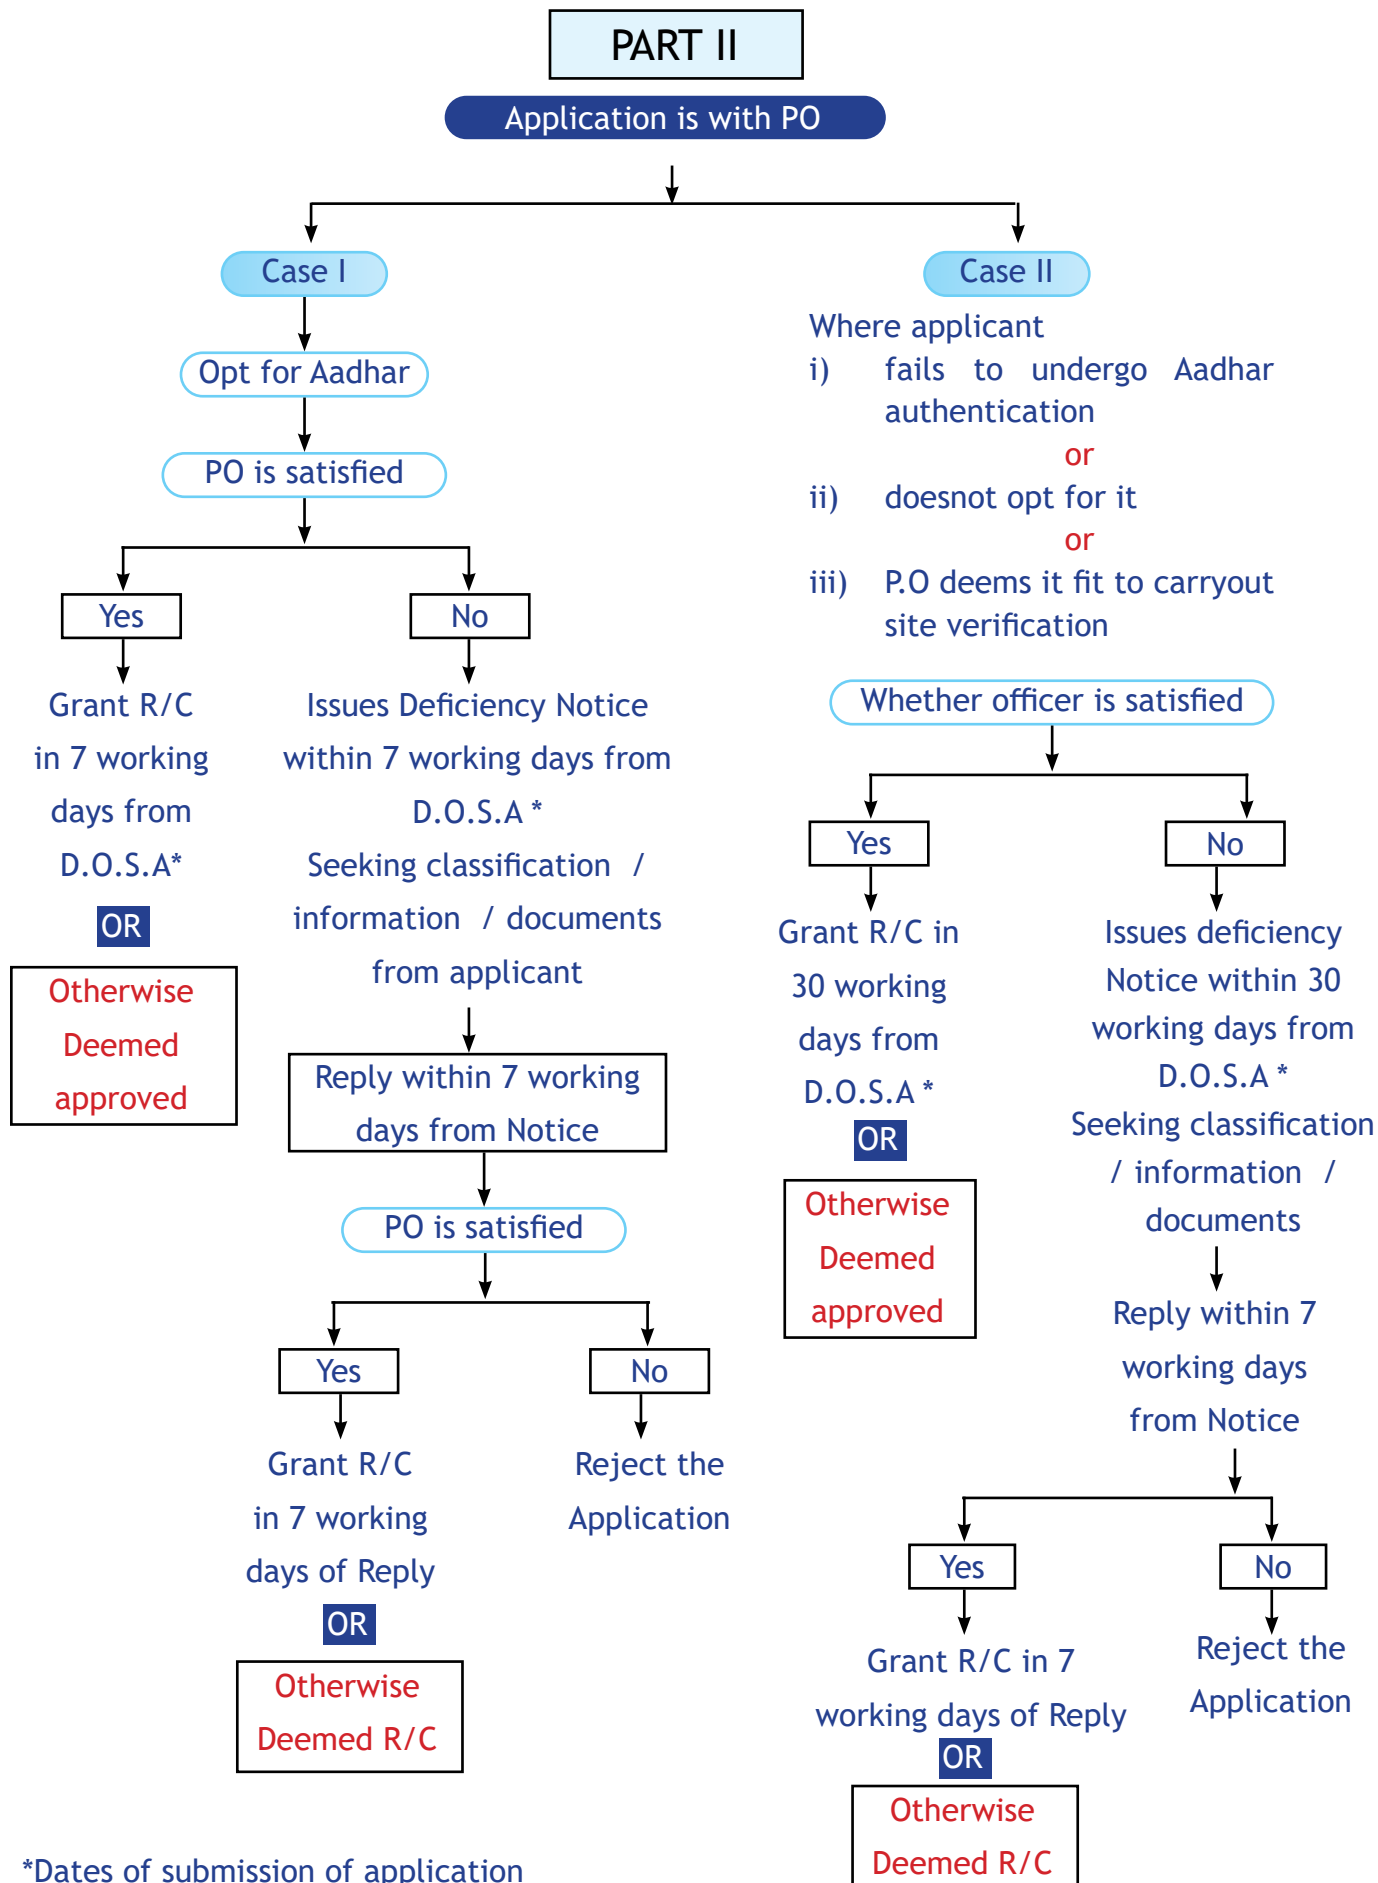 PART II
Application is with PO
Case I
Opt for Aadhar
PO is satisfied
Yes
Grant R/C
in 7 working
days from
D.O.S.A*
OR
Otherwise
Deemed
approved
No
Issues Deficiency Notice
within 7 working days from
D.O.S.A *
Seeking classification /
information / documents
from applicant
Reply within 7 working
days from Notice
PO is satisfied
Yes
Grant R/C
in 7 working
days of Reply
OR
Otherwise
Deemed R/C
No
Reject the
Application
Case II
Where applicant
i) fails to undergo Aadhar
authentication
or
ii) doesnot opt for it
or
iii) P.O deems it fit to carryout
site verification
Whether officer is satisfied
Yes
Grant R/C in
30 working
days from
D.O.S.A *
OR
Otherwise
Deemed
approved
No
Issues deficiency
Notice within 30
working days from
D.O.S.A *
Seeking classification
/ information /
documents
Reply within 7
working days
from Notice
Yes
Grant R/C in 7
working days of Reply
OR
Otherwise
Deemed R/C
No
Reject the
Application
*Dates of submission of application